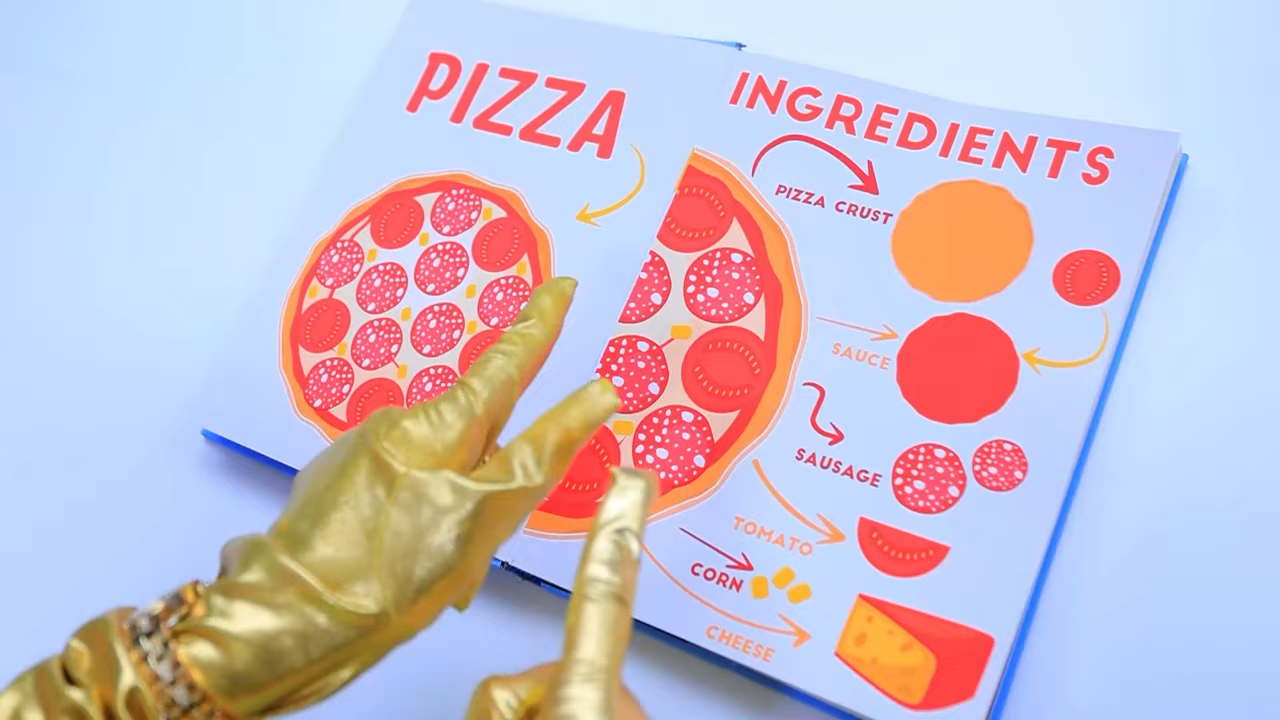 PIZZA
INGREDIENTS
PIZZA CRUST
SAUCE
SAUSAGE
TOMATO
CORN
CHEESE